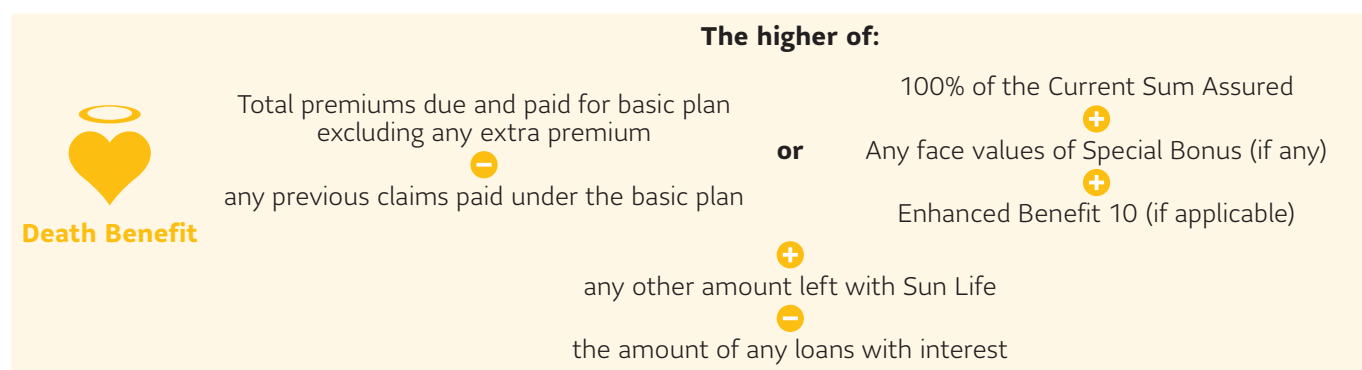 The higher of:
Death Benefit
Total premiums due and paid for basic plan
excluding any extra premium
−
any previous claims paid under the basic plan
or
100% of the Current Sum Assured
+
Any face values of Special Bonus (if any)
+
Enhanced Benefit 10 (if applicable)
+
any other amount left with Sun Life
−
the amount of any loans with interest